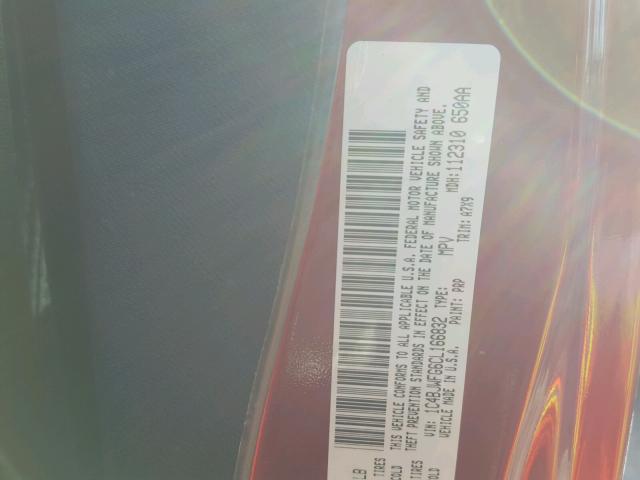 THIS VEHICLE CONFORMS TO ALL APPLICABLE U.S.A. FEDERAL MOTOR VEHICLE SAFETY AND
THEFT PREVENTION STANDARDS IN EFFECT ON THE DATE OF MANUFACTURE SHOWN ABOVE.
VIN: 1C4BJWFG6CL166832 TYPE: MPV MDH: 112310 650AA
VEHICLE MADE IN U.S.A. PAINT: PRP TRIM: A7X9
LB
TIRES
COLD
TIRES
COLD